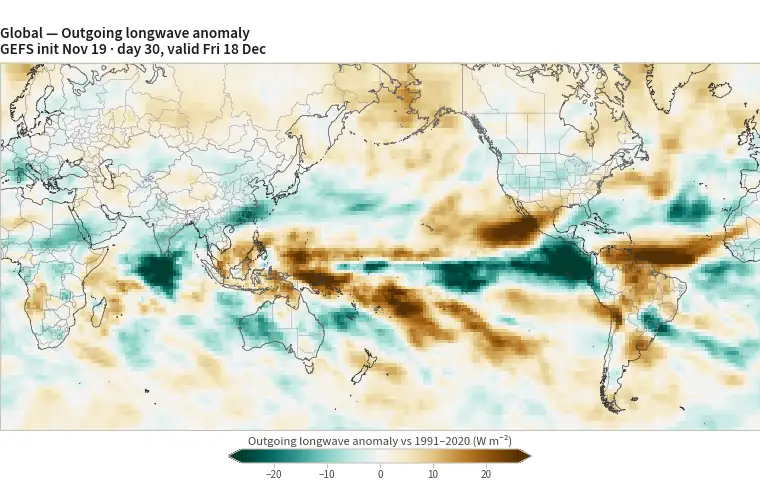 Global — Outgoing longwave anomaly
GEFS init Nov 19 · day 30, valid Fri 18 Dec
Outgoing longwave anomaly vs 1991–2020 (W m⁻²)
−20 −10 0 10 20